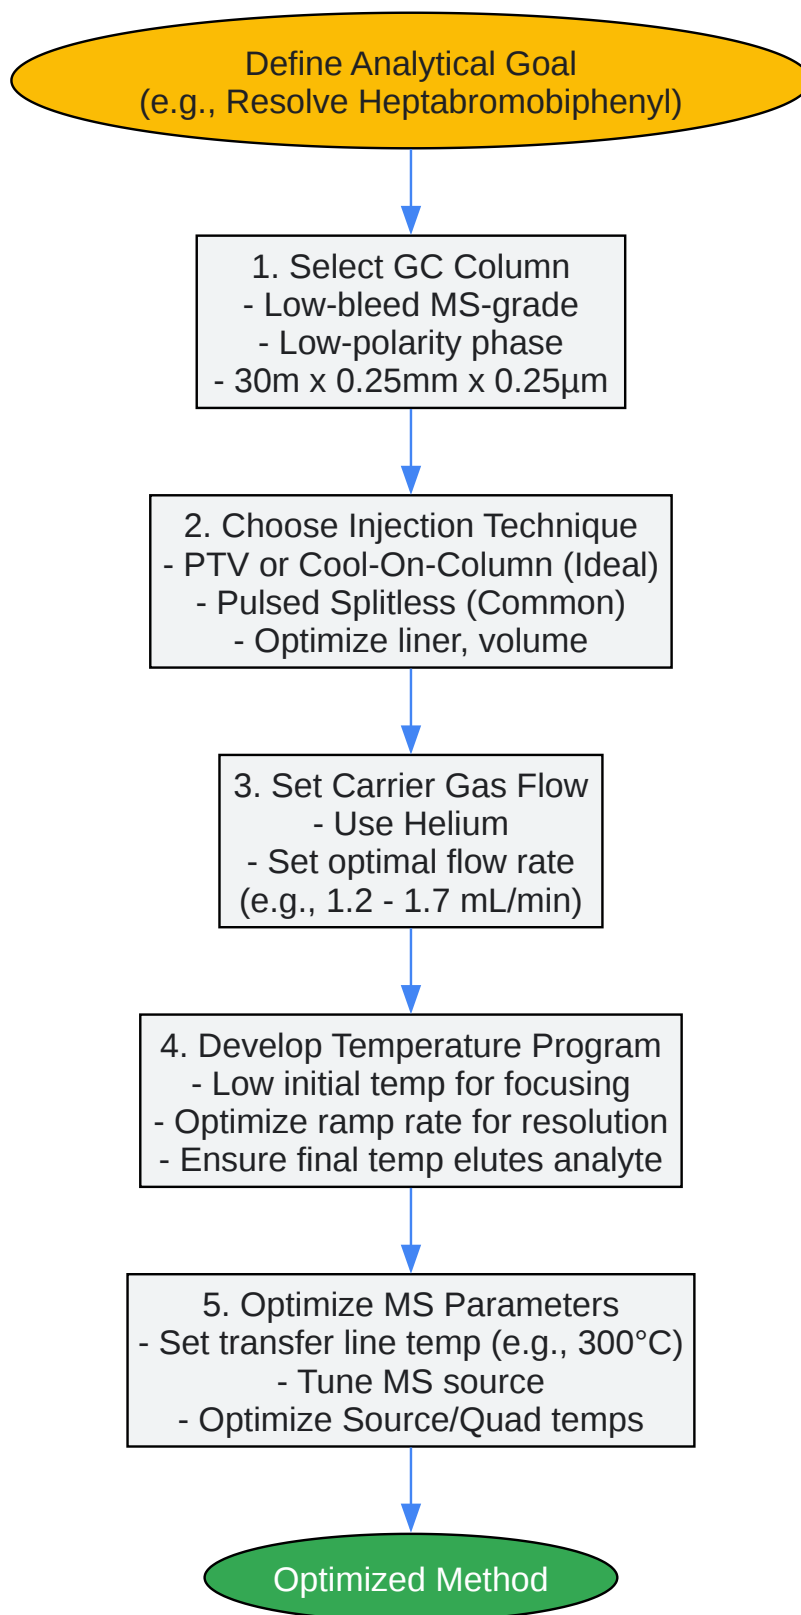 Define Analytical Goal
(e.g., Resolve Heptabromobiphenyl)
1. Select GC Column
- Low-bleed MS-grade
- Low-polarity phase
- 30m x 0.25mm x 0.25µm
2. Choose Injection Technique
- PTV or Cool-On-Column (Ideal)
- Pulsed Splitless (Common)
- Optimize liner, volume
3. Set Carrier Gas Flow
- Use Helium
- Set optimal flow rate
(e.g., 1.2 - 1.7 mL/min)
4. Develop Temperature Program
- Low initial temp for focusing
- Optimize ramp rate for resolution
- Ensure final temp elutes analyte
5. Optimize MS Parameters
- Set transfer line temp (e.g., 300°C)
- Tune MS source
- Optimize Source/Quad temps
Optimized Method